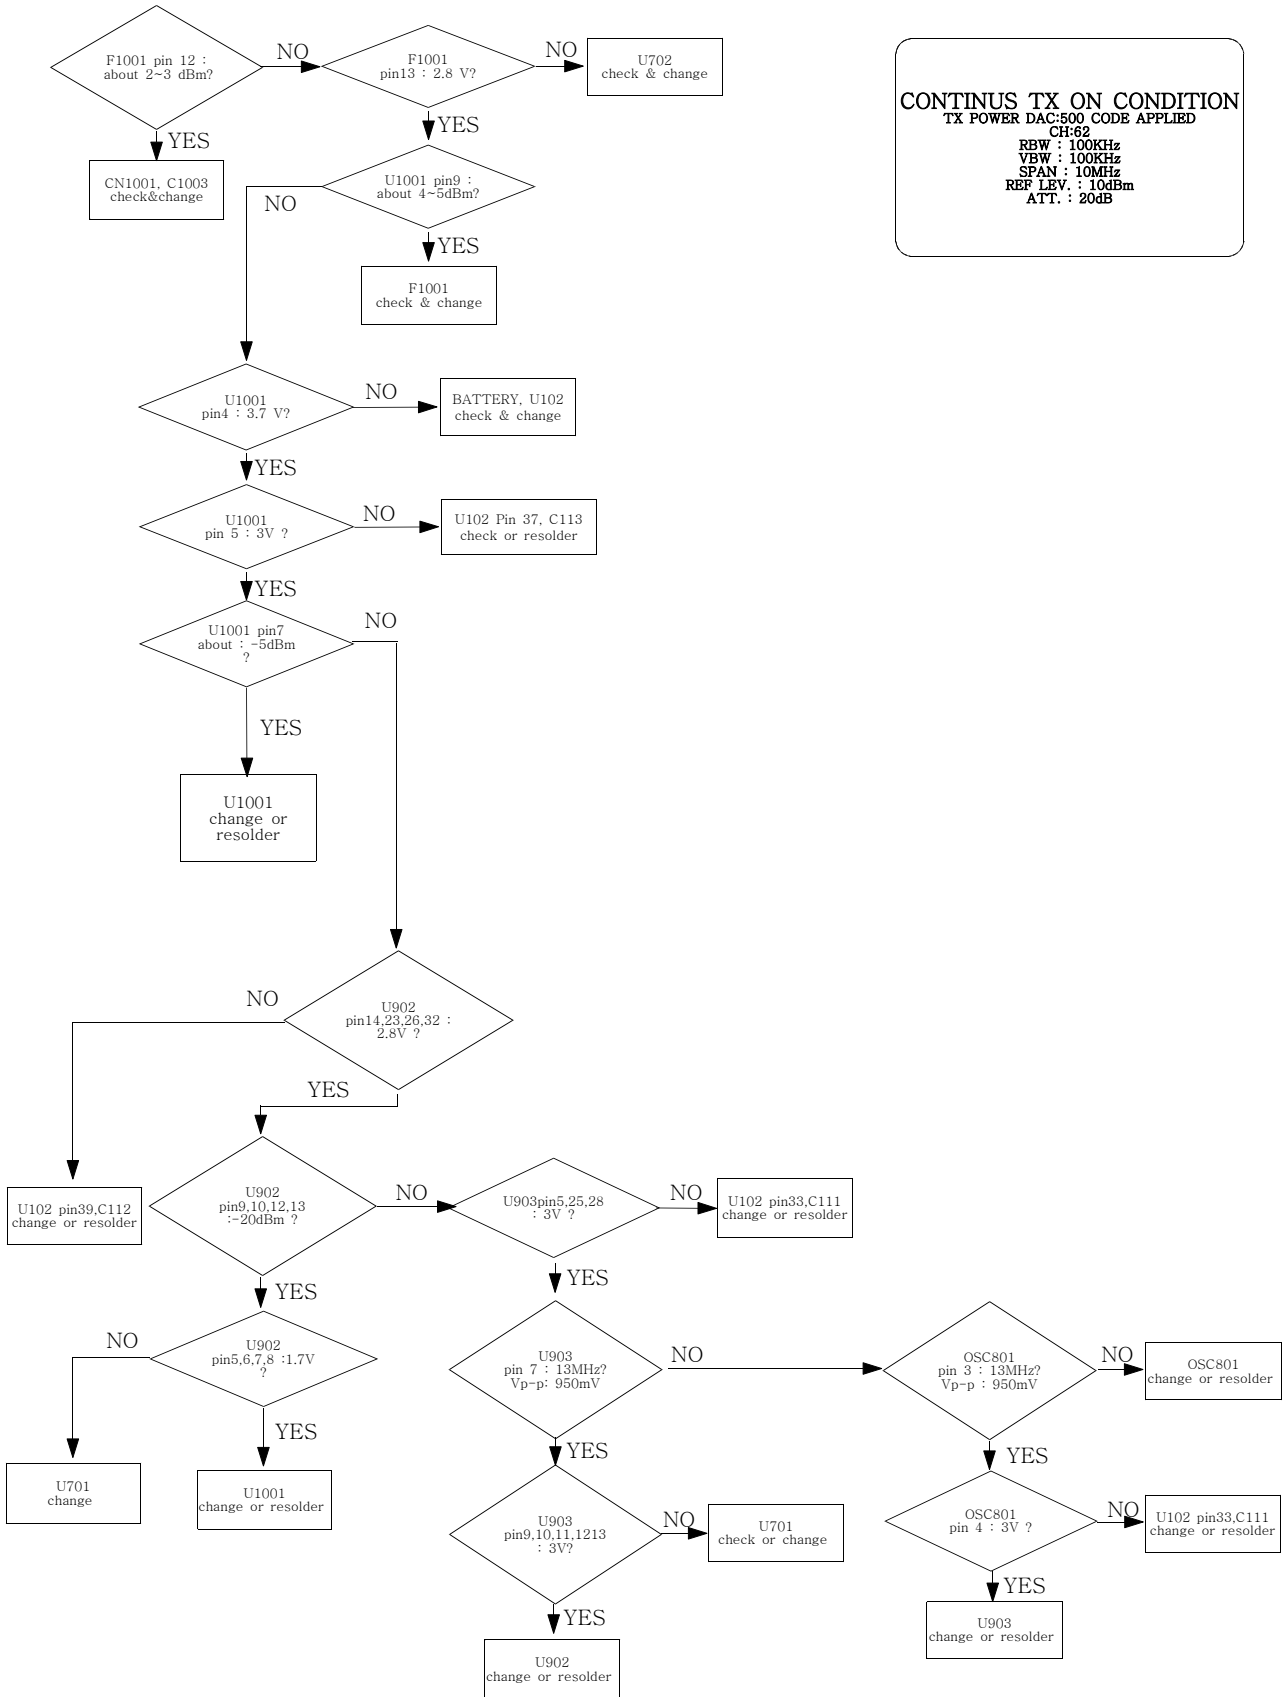 F1001 pin 12 :
about 2~3 dBm?
NO
F1001
pin13 : 2.8 V?
NO
U702
check & change
CONTINUS TX ON CONDITION
TX POWER DAC:500 CODE APPLIED
CH:62
RBW : 100KHz
VBW : 100KHz
SPAN : 10MHz
REF LEV. : 10dBm
ATT. : 20dB
YES
YES
CN1001, C1003
check&change
U1001 pin9 :
about 4~5dBm?
NO
YES
F1001
check & change
U1001
pin4 : 3.7 V?
NO
BATTERY, U102
check & change
YES
U1001
pin 5 : 3V ?
NO
U102 Pin 37, C113
check or resolder
YES
U1001 pin7
about : -5dBm
?
NO
YES
U1001
change or
resolder
U902
pin14,23,26,32 :
2.8V ?
NO
YES
U102 pin39,C112
change or resolder
U902
pin9,10,12,13
:-20dBm ?
NO
U903pin5,25,28
: 3V ?
NO
U102 pin33,C111
change or resolder
YES
YES
U902
pin5,6,7,8 :1.7V
?
NO
YES
U701
change
U1001
change or resolder
U903
pin 7 : 13MHz?
Vp-p: 950mV
NO
OSC801
pin 3 : 13MHz?
Vp-p : 950mV
NO
OSC801
change or resolder
YES
YES
U903
pin9,10,11,1213
: 3V?
NO
U701
check or change
OSC801
pin 4 : 3V ?
NO
U102 pin33,C111
change or resolder
YES
YES
U902
change or resolder
U903
change or resolder